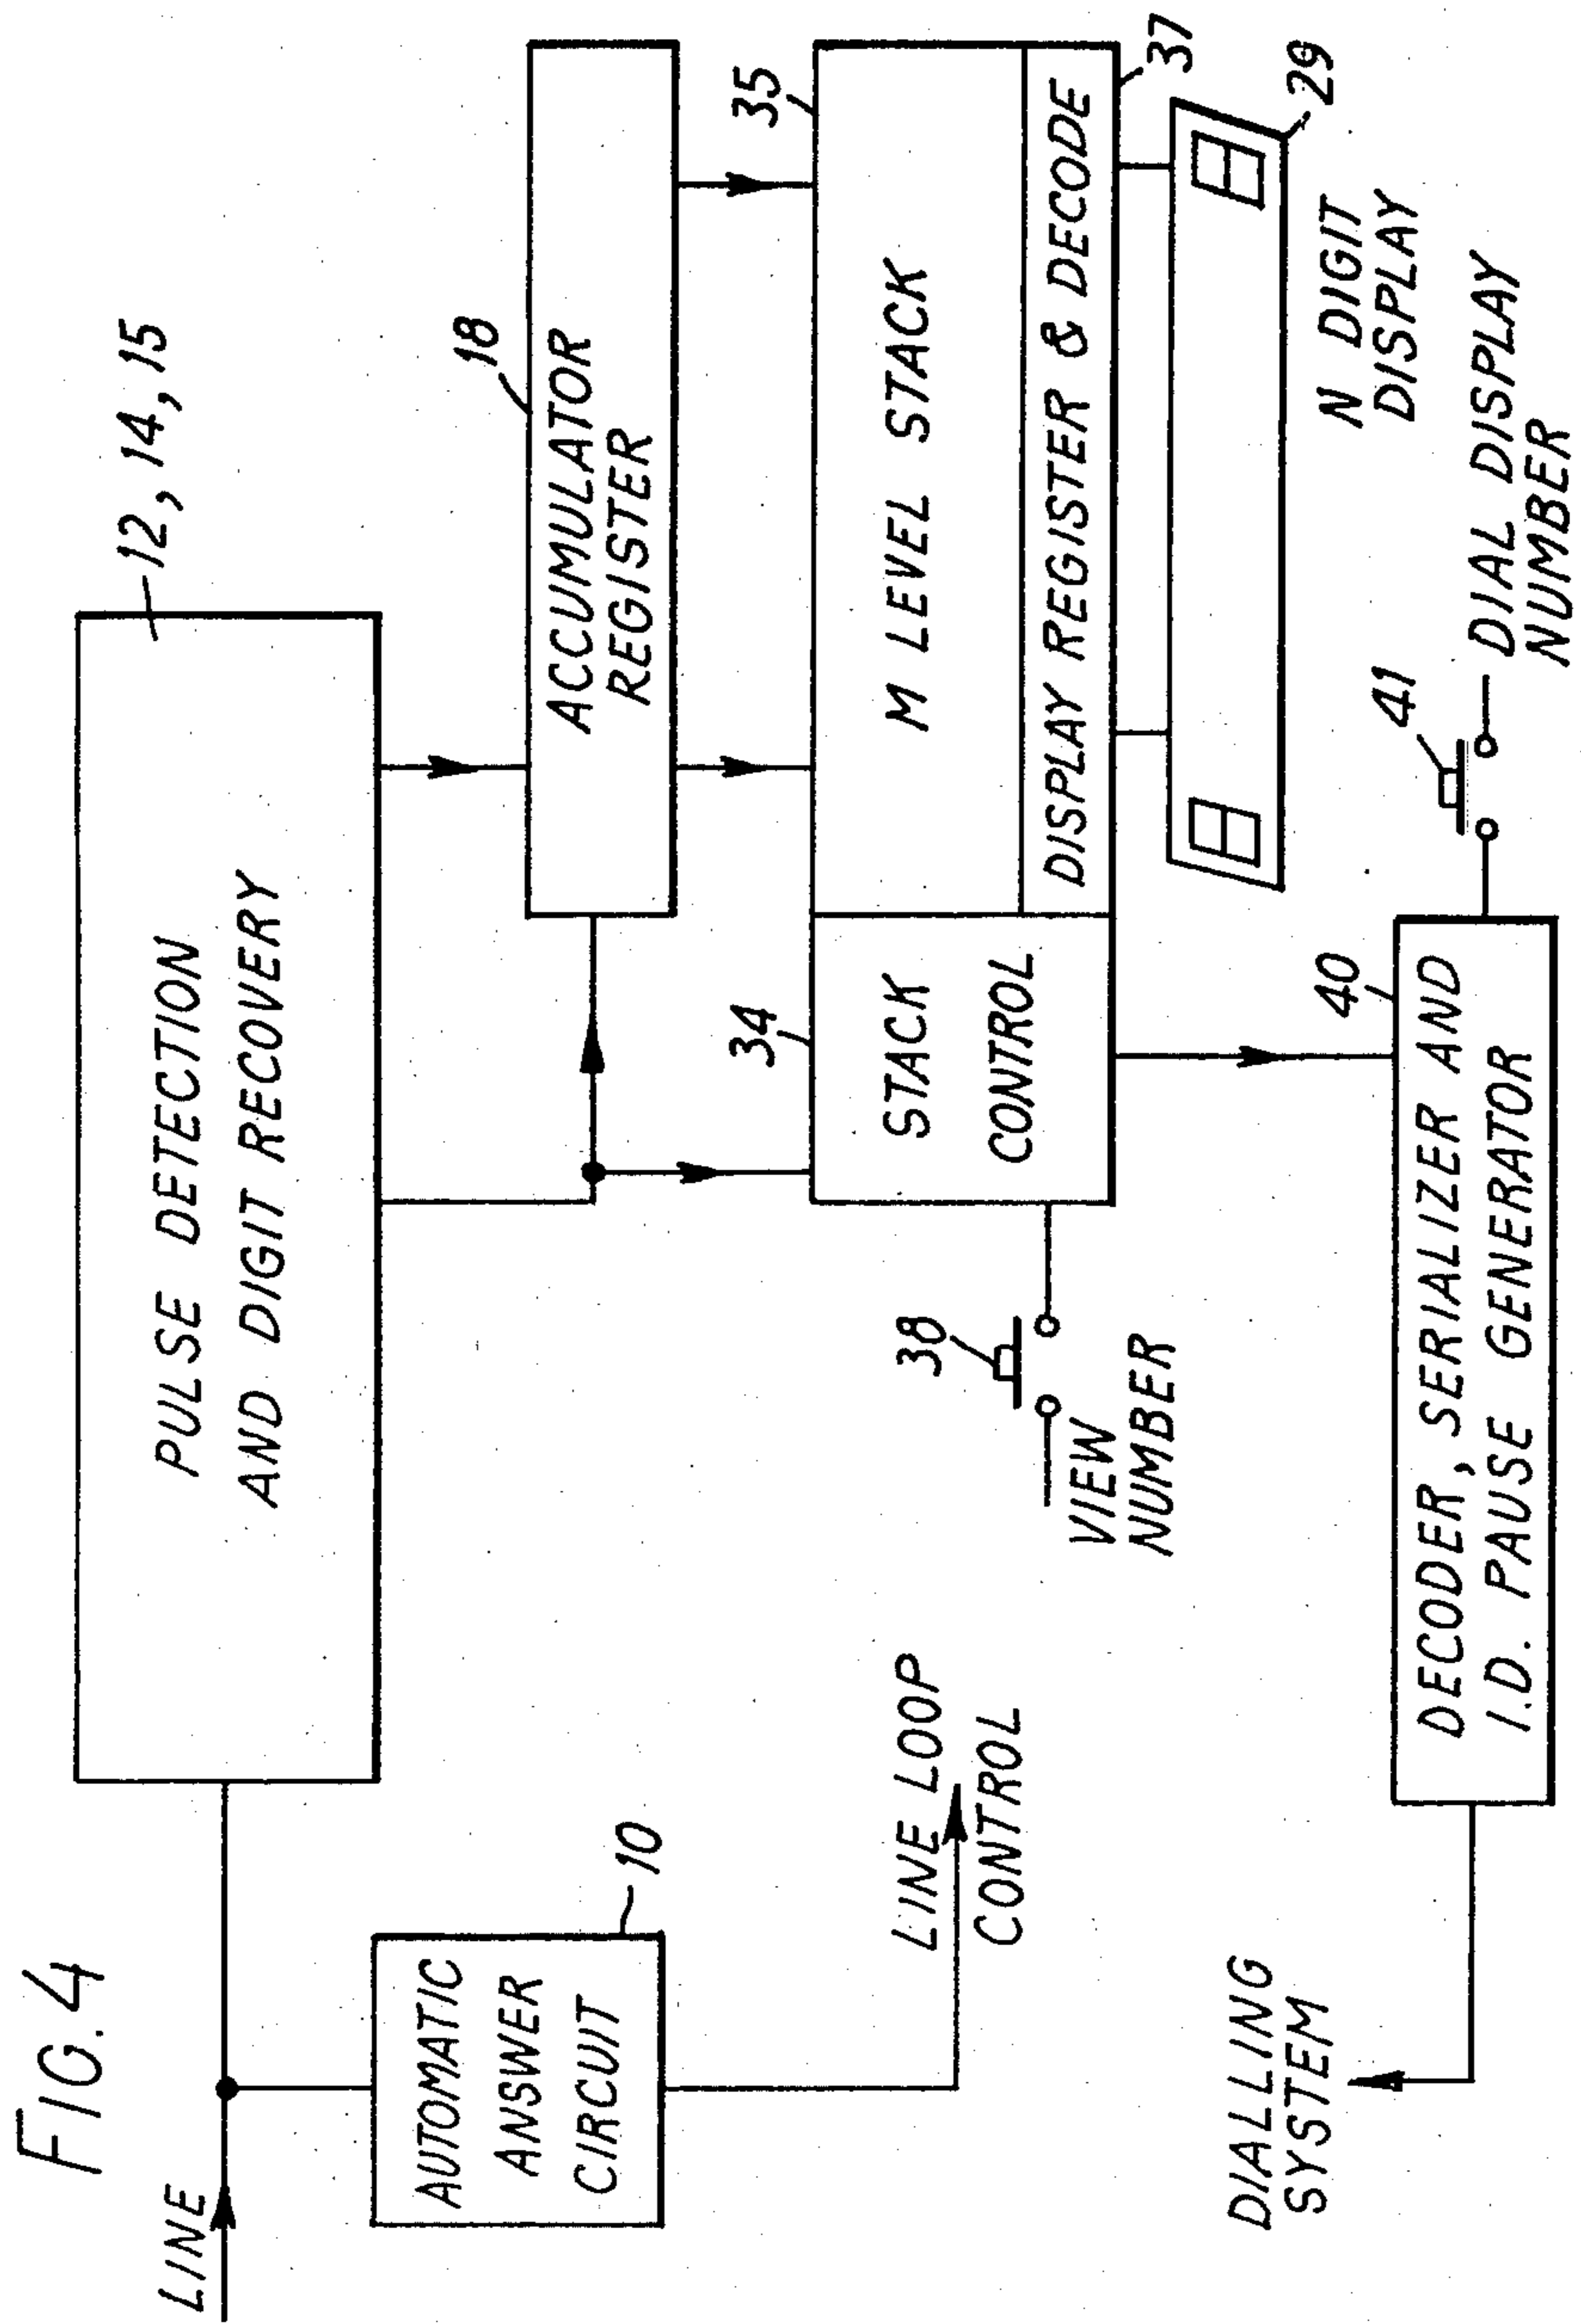 FIG. 4
LINE
PULSE DETECTION
AND DIGIT RECOVERY
12, 14, 15
AUTOMATIC
ANSWER
CIRCUIT
10
LINE LOOP
CONTROL
18
ACCUMULATOR
REGISTER
34
STACK
CONTROL
35
M LEVEL STACK
DISPLAY REGISTER & DECODE
37
38
VIEW
NUMBER
29
N DIGIT
DISPLAY
DIALLING
SYSTEM
40
DECODER, SERIALIZER AND
I.D. PAUSE GENERATOR
41
DIAL DISPLAY
NUMBER